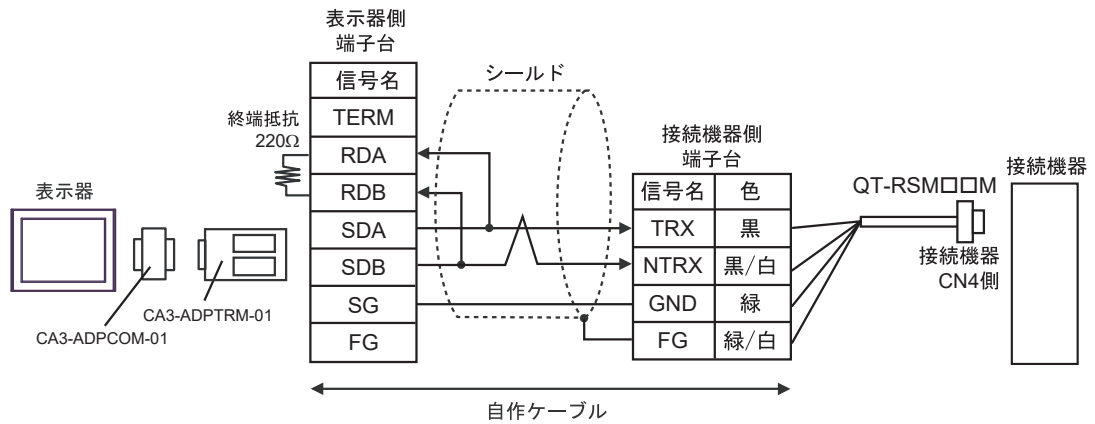 表示器側
端子台
信号名
TERM
RDA
RDB
SDA
SDB
SG
FG
終端抵抗
220Ω
シールド
接続機器側
端子台
信号名 色
TRX 黒
NTRX 黒/白
GND 緑
FG 緑/白
QT-RSM□□M
接続機器
接続機器
CN4側
表示器
CA3-ADPTRM-01
CA3-ADPCOM-01
自作ケーブル